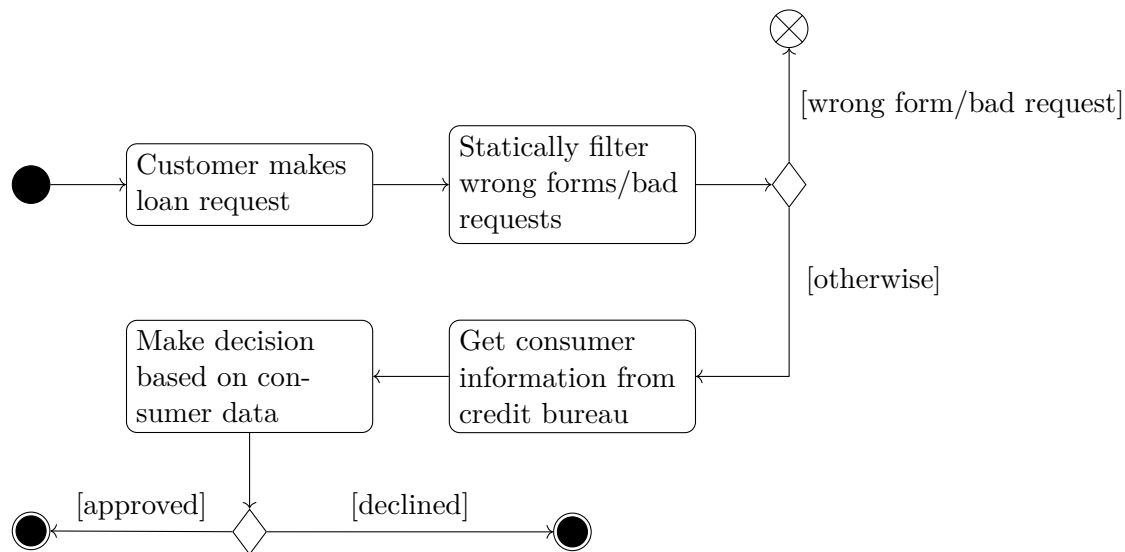 [wrong form/bad request]
Customer makes
loan request
Statically filter
wrong forms/bad
requests
[otherwise]
Make decision
based on con-
sumer data
Get consumer
information from
credit bureau
[approved]
[declined]